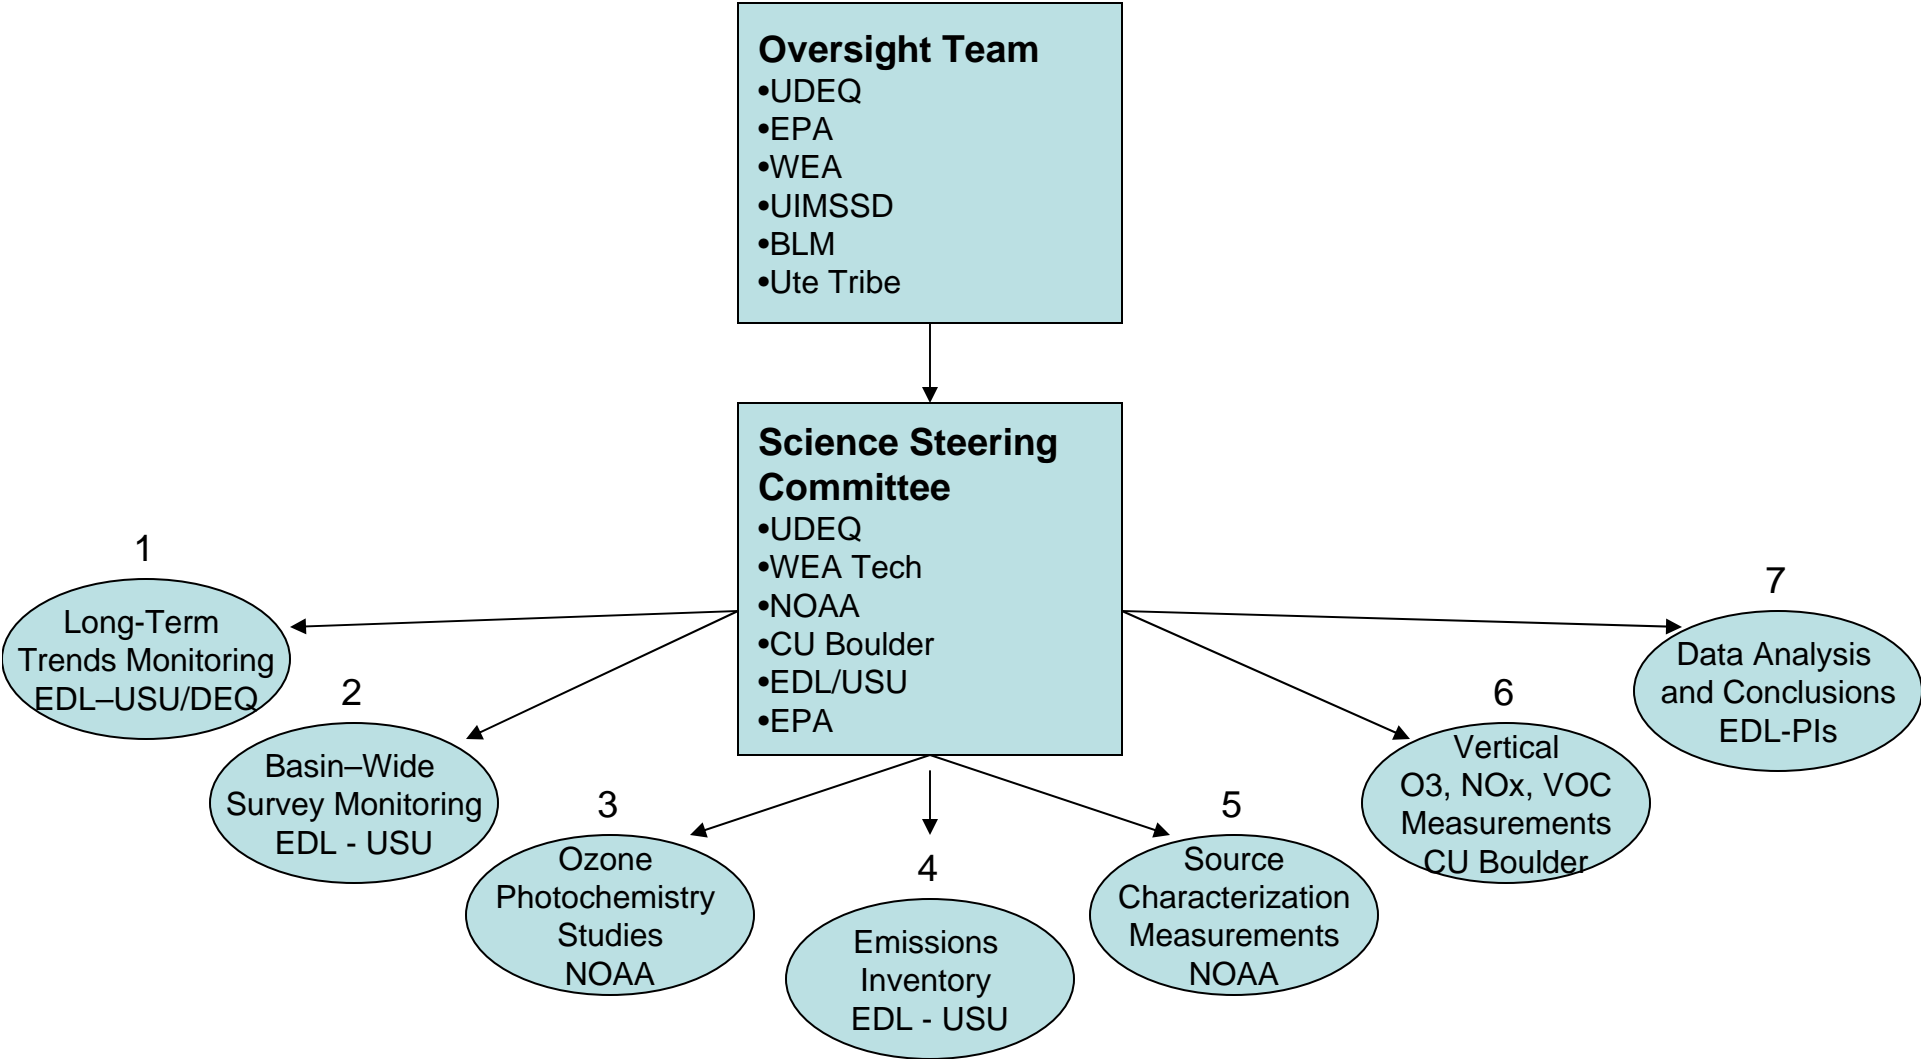 Oversight Team
•UDEQ
•EPA
•WEA
•UIMSSD
•BLM
•Ute Tribe
Science Steering
Committee
•UDEQ
•WEA Tech
•NOAA
•CU Boulder
•EDL/USU
•EPA
1
Long-Term
Trends Monitoring
EDL–USU/DEQ
2
Basin–Wide
Survey Monitoring
EDL - USU
3
Ozone
Photochemistry
Studies
NOAA
4
Emissions
Inventory
EDL - USU
5
Source
Characterization
Measurements
NOAA
6
Vertical
O3, NOx, VOC
Measurements
CU Boulder
7
Data Analysis
and Conclusions
EDL-PIs